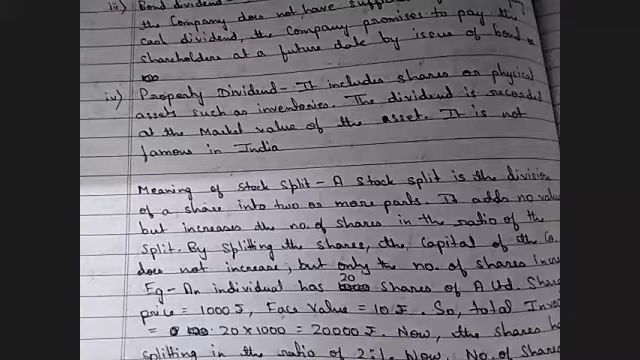 iii) Bond dividend -
the Company does not have
cash dividend, the Company promises to pay the
shareholders at a future date by issue of bond
iv) Property Dividend - It includes shares or physical
assets such as inventories. The dividend is recorded
at the market value of the asset. It is not
famous in India
Meaning of stock split - A stock split is the division
of a share into two or more parts. It adds no value
but increases the no. of shares in the ratio of the
split. By splitting the shares, the capital of the Co.
does not increase, but only the no. of shares
Eg - An individual has 20 shares of A Ltd. Share
price = 1000 ₹, Face value = 10 ₹. So, total
= 20 x 1000 = 20000 ₹. Now, the shares
splitting in the ratio of 2:1. Now, No. of Shares